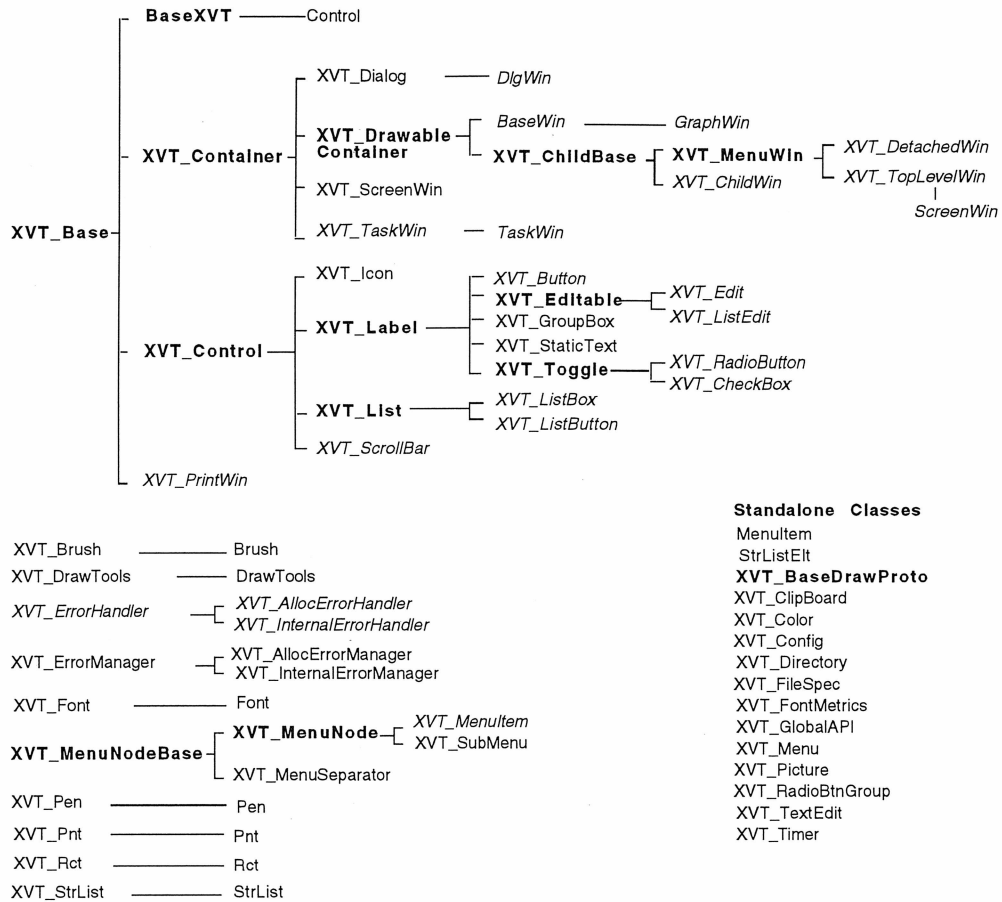 BaseXVT Control
XVT_Dialog DlgWin
XVT_Drawable
Container
BaseWin GraphWin
XVT_Container
XVT_ChildBase XVT_MenuWin XVT_DetachedWin
XVT_ScreenWin XVT_ChildWin XVT_TopLevelWin
ScreenWin
XVT_Base
XVT_TaskWin TaskWin
XVT_Icon XVT_Button
XVT_Editable XVT_Edit
XVT_ListEdit
XVT_Label XVT_GroupBox
XVT_Control
XVT_StaticText
XVT_Toggle XVT_RadioButton
XVT_CheckBox
XVT_List XVT_ListBox
XVT_ListButton
XVT_ScrollBar
XVT_PrintWin
XVT_Brush Brush
XVT_DrawTools DrawTools
XVT_ErrorHandler XVT_AllocErrorHandler
XVT_InternalErrorHandler
XVT_ErrorManager XVT_AllocErrorManager
XVT_InternalErrorManager
XVT_Font Font
XVT_MenuNodeBase XVT_MenuNode XVT_MenuItem
XVT_SubMenu
XVT_MenuSeparator
XVT_Pen Pen
XVT_Pnt Pnt
XVT_Rct Rct
XVT_StrList StrList
Standalone Classes
MenuItem
StrListElt
XVT_BaseDrawProto
XVT_ClipBoard
XVT_Color
XVT_Config
XVT_Directory
XVT_FileSpec
XVT_FontMetrics
XVT_GlobalAPI
XVT_Menu
XVT_Picture
XVT_RadioBtnGroup
XVT_TextEdit
XVT_Timer